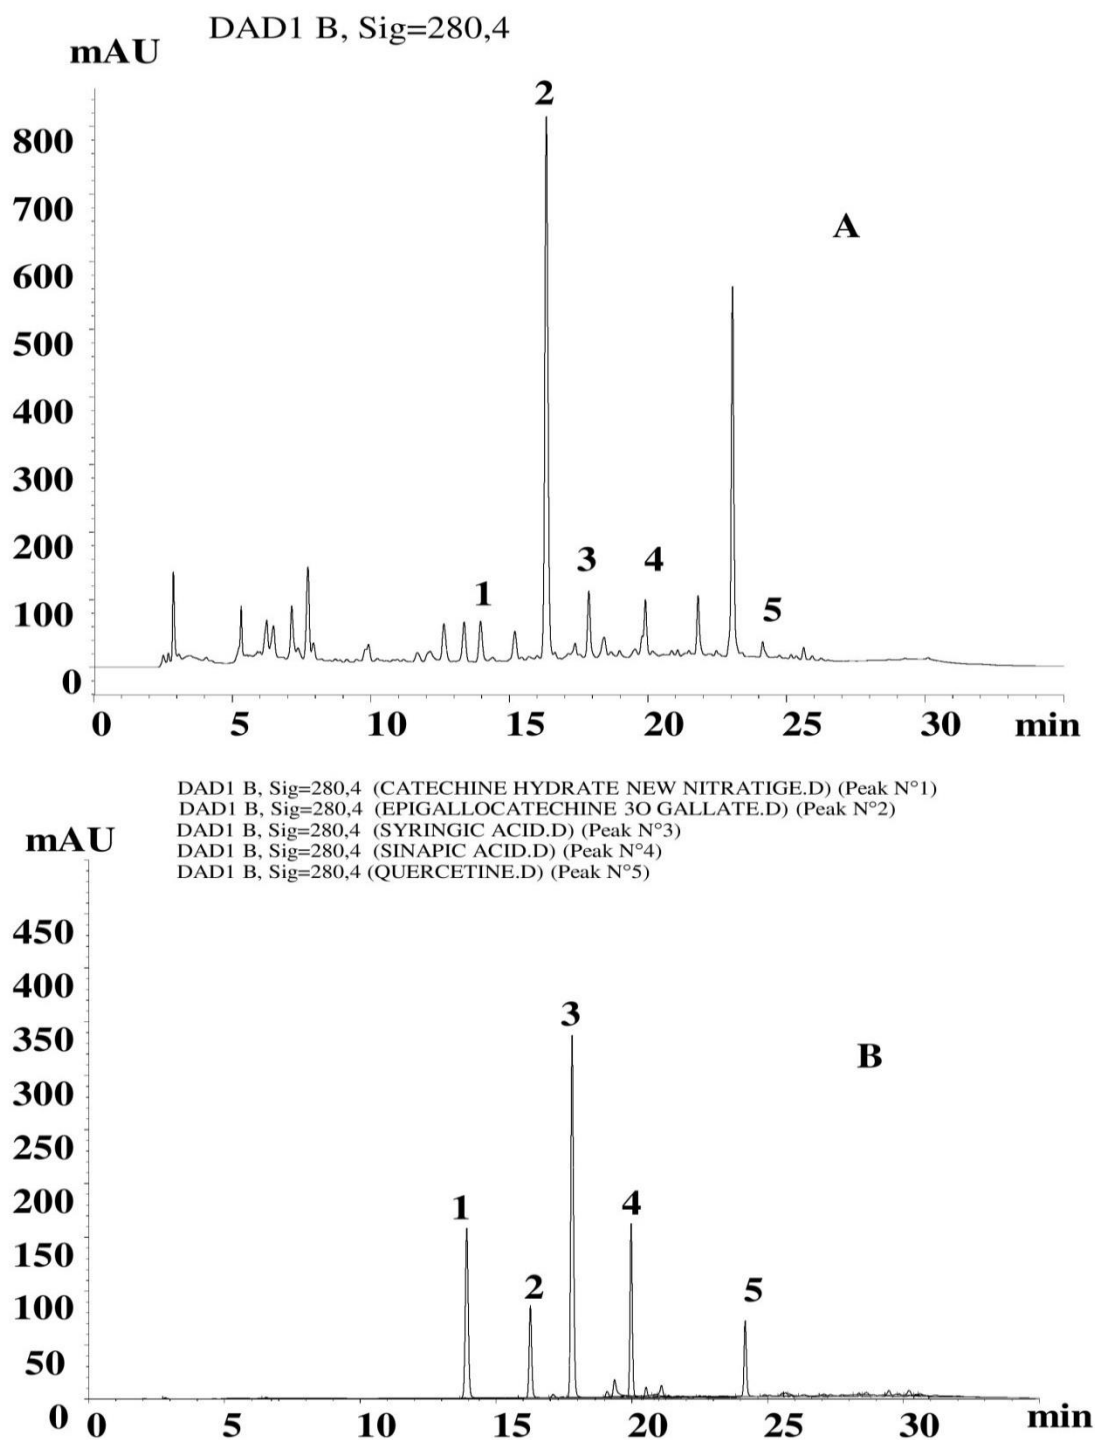 DAD1 B, Sig=280,4
mAU
2
800
700
A
600
500
400
300
200
3
4
100
1
5
0
0 5 10 15 20 25 30 min
DAD1 B, Sig=280,4 (CATECHINE HYDRATE NEW NITRATIGE.D) (Peak N°1)
DAD1 B, Sig=280,4 (EPIGALLOCATECHINE 3O GALLATE.D) (Peak N°2)
DAD1 B, Sig=280,4 (SYRINGIC ACID.D) (Peak N°3)
mAU
DAD1 B, Sig=280,4 (SINAPIC ACID.D) (Peak N°4)
DAD1 B, Sig=280,4 (QUERCETINE.D) (Peak N°5)
450
400
3
350
B
300
250
200
1
4
150
2
5
100
50
0 0 5 10 15 20 25 30 min